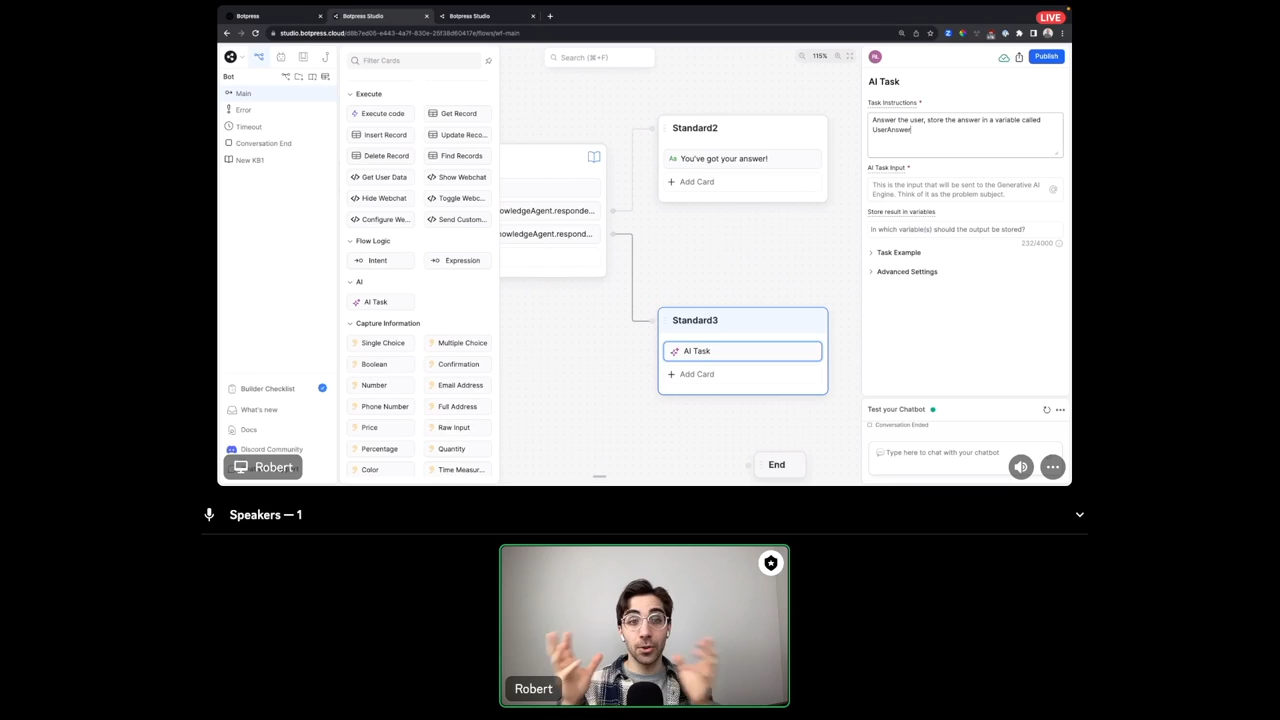 Botpress
Botpress Studio
Botpress Studio
LIVE
studio.botpress.cloud/d8b7ed05-e443-4a7f-830e-25f38d60417e/flows/wf-main
Filter Cards
Search (⌘+F)
115%
RL
Publish
Bot
Main
Error
Timeout
Conversation End
New KB1
Builder Checklist
What's new
Docs
Discord Community
Robert
Execute
Execute code
Get Record
Insert Record
Update Reco...
Delete Record
Find Records
Get User Data
Show Webchat
Hide Webchat
Toggle Webc...
Configure We...
Send Custom...
Flow Logic
Intent
Expression
AI
AI Task
Capture Information
Single Choice
Multiple Choice
Boolean
Confirmation
Number
Email Address
Phone Number
Full Address
Price
Raw Input
Percentage
Quantity
Color
Time Measur...
owledgeAgent.responde...
nowledgeAgent.respond...
Standard2
Aa You've got your answer!
Add Card
Standard3
AI Task
Add Card
End
AI Task
Task Instructions *
Answer the user, store the answer in a variable called
UserAnswer
AI Task Input *
This is the input that will be sent to the Generative AI
Engine. Think of it as the problem subject.
Store result in variables
In which variable(s) should the output be stored?
232/4000
Task Example
Advanced Settings
Test your Chatbot
Conversation Ended
Type here to chat with your chatbot
Speakers — 1
Robert